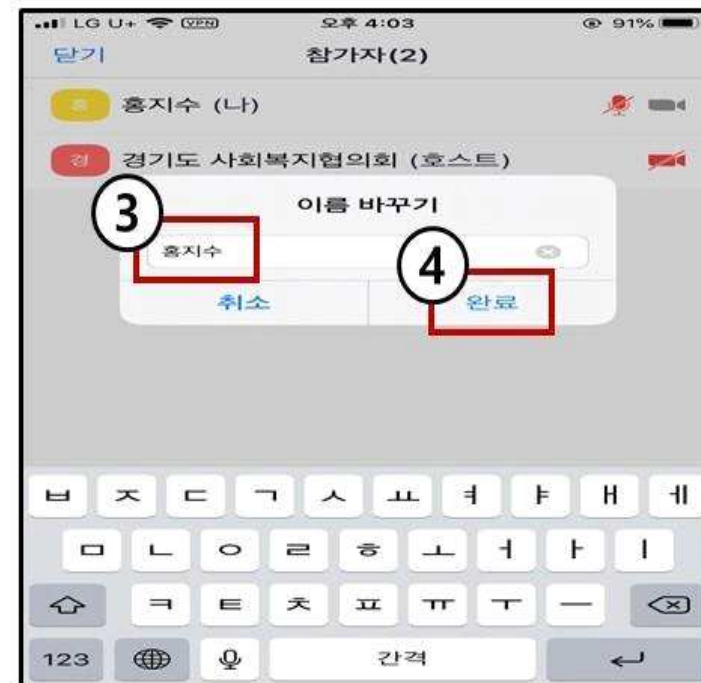 LG U+ VPN 오후 4:03 91%
닫기 참가자(2)
홍 홍지수 (나)
경 경기도 사회복지협의회 (호스트)
이름 바꾸기
3
홍지수
4
취소 완료
ㅂ ㅈ ㄷ ㄱ ㅅ ㅛ ㅕ ㅑ ㅐ ㅔ
ㅁ ㄴ ㅇ ㄹ ㅎ ㅗ ㅓ ㅏ ㅣ
ㅋ ㅌ ㅊ ㅍ ㅠ ㅜ ㅡ
123 간격